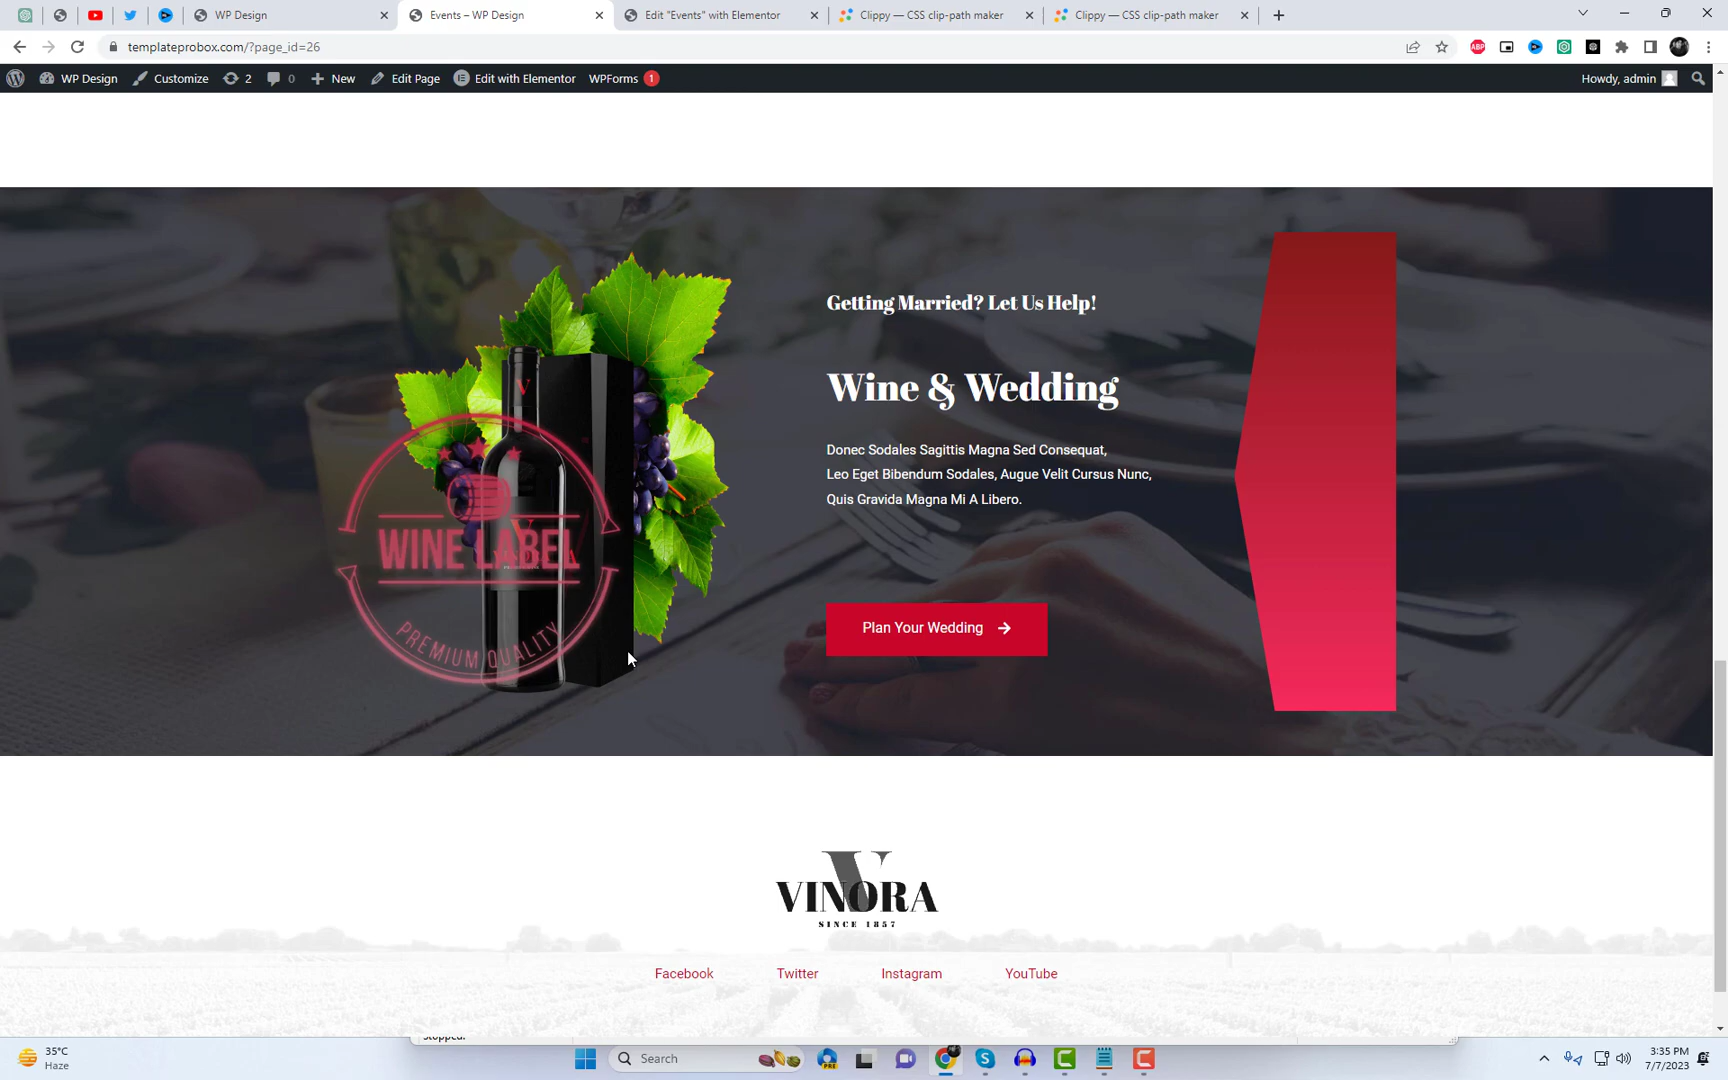 WP Design
Events – WP Design
Edit "Events" with Elementor
Clippy — CSS clip-path maker
Clippy — CSS clip-path maker
templateprobox.com/?page_id=26
ABP
WP Design
Customize
2
0
New
Edit Page
Edit with Elementor
WPForms
1
Howdy, admin
V
WINE LABEL
PREMIUM QUALITY
Getting Married? Let Us Help!
Wine & Wedding
Donec Sodales Sagittis Magna Sed Consequat,
Leo Eget Bibendum Sodales, Augue Velit Cursus Nunc,
Quis Gravida Magna Mi A Libero.
Plan Your Wedding
V
VINORA
SINCE 1857
Facebook
Twitter
Instagram
YouTube
Stopped.
35°C
Haze
Search
PRE
3:35 PM
7/7/2023